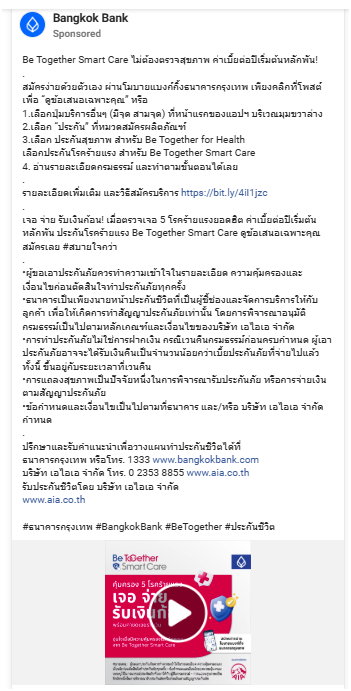 Bangkok Bank
Sponsored
Be Together Smart Care ไม่ต้องตรวจสุขภาพ ค่าเบี้ยต่อปีเริ่มต้นหลักพัน!
.
สมัครง่ายด้วยตัวเอง ผ่านโมบายแบงก์กิ้งธนาคารกรุงเทพ เพียงคลิกที่โพสต์
เพื่อ “ดูข้อเสนอเฉพาะคุณ” หรือ
1.เลือกปุ่มบริการอื่นๆ (มีจุด สามจุด) ที่หน้าแรกของแอปฯ บริเวณมุมขวาล่าง
2.เลือก “ประกัน” ที่หมวดสมัครผลิตภัณฑ์
3.เลือก ประกันสุขภาพ สำหรับ Be Together for Health
เลือกประกันโรคร้ายแรง สำหรับ Be Together Smart Care
4. อ่านรายละเอียดกรมธรรม์ และทำตามขั้นตอนได้เลย
.
รายละเอียดเพิ่มเติม และวิธีสมัครบริการ https://bit.ly/4iI1jzc
.
เจอ จ่าย รับเงินก้อน! เมื่อตรวจเจอ 5 โรคร้ายแรงยอดฮิต ค่าเบี้ยต่อปีเริ่มต้น
หลักพัน ประกันโรคร้ายแรง Be Together Smart Care ดูข้อเสนอเฉพาะคุณ
สมัครเลย #สบายใจกว่า
.
•ผู้ขอเอาประกันภัยควรทำความเข้าใจในรายละเอียด ความคุ้มครองและ
เงื่อนไขก่อนตัดสินใจทำประกันภัยทุกครั้ง
•ธนาคารเป็นเพียงนายหน้าประกันชีวิตที่เป็นผู้ชี้ช่องและจัดการบริการให้กับ
ลูกค้า เพื่อให้เกิดการทำสัญญาประกันภัยเท่านั้น โดยการพิจารณาอนุมัติ
กรมธรรม์เป็นไปตามหลักเกณฑ์และเงื่อนไขของบริษัท เอไอเอ จำกัด
•การทำประกันภัยไม่ใช่การฝากเงิน กรณีเวนคืนกรมธรรม์ก่อนครบกำหนด ผู้เอา
ประกันภัยอาจจะได้รับเงินคืนเป็นจำนวนน้อยกว่าเบี้ยประกันภัยที่จ่ายไปแล้ว
ทั้งนี้ ขึ้นอยู่กับระยะเวลาที่เวนคืน
•การแถลงสุขภาพเป็นปัจจัยหนึ่งในการพิจารณารับประกันภัย หรือการจ่ายเงิน
ตามสัญญาประกันภัย
•ข้อกำหนดและเงื่อนไขเป็นไปตามที่ธนาคาร และ/หรือ บริษัท เอไอเอ จำกัด
กำหนด
.
ปรึกษาและรับคำแนะนำเพื่อวางแผนทำประกันชีวิตได้ที่
ธนาคารกรุงเทพ หรือโทร. 1333 www.bangkokbank.com
บริษัท เอไอเอ จำกัด โทร. 0 2353 8855 www.aia.co.th
รับประกันชีวิตโดย บริษัท เอไอเอ จำกัด
www.aia.co.th
#ธนาคารกรุงเทพ #BangkokBank #BeTogether #ประกันชีวิต
Be Together
Smart Care
คุ้มครอง 5 โรคร้ายแรง
เจอ จ่าย
รับเงินก้อน